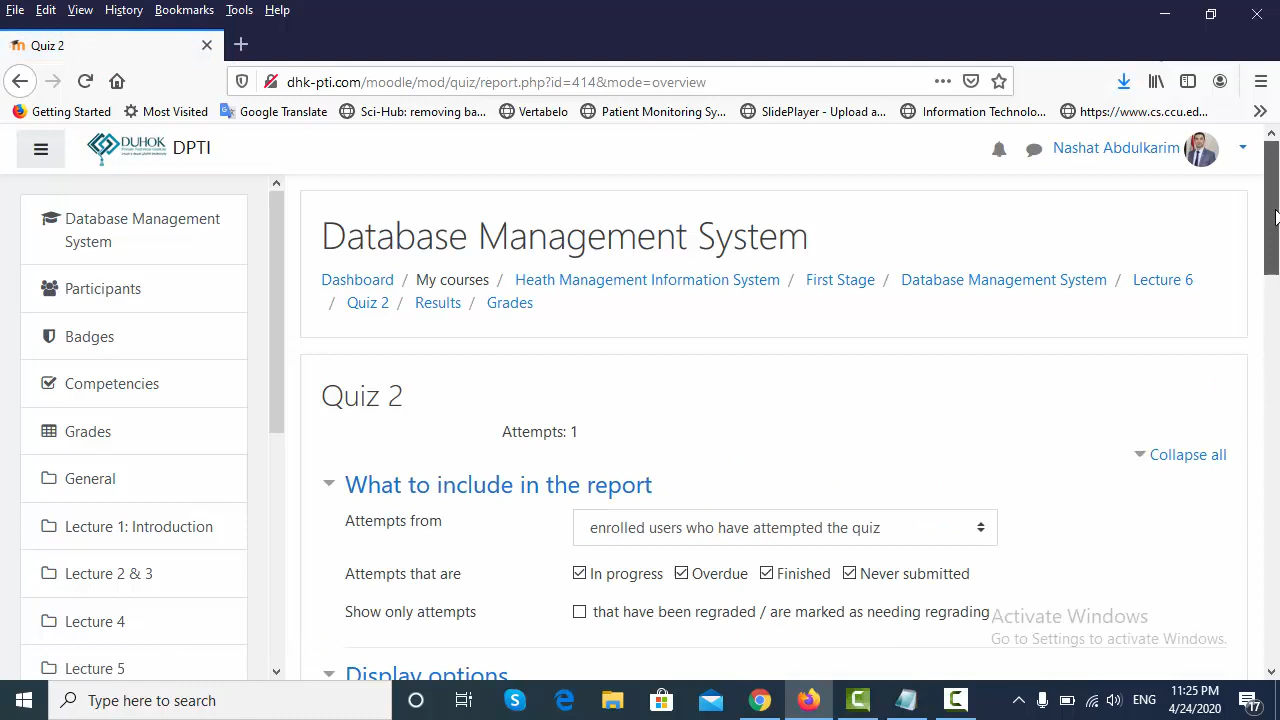 File Edit View History Bookmarks Tools Help
Quiz 2
dhk-pti.com/moodle/mod/quiz/report.php?id=414&mode=overview
Getting Started Most Visited Google Translate Sci-Hub: removing ba... Vertabelo Patient Monitoring Sy... SlidePlayer - Upload a... Information Technolo... https://www.cs.ccu.ed...
DUHOK DPTI Nashat Abdulkarim
Database Management System
Participants
Badges
Competencies
Grades
General
Lecture 1: Introduction
Lecture 2 & 3
Lecture 4
Lecture 5
Database Management System
Dashboard / My courses / Heath Management Information System / First Stage / Database Management System / Lecture 6
/ Quiz 2 / Results / Grades
Quiz 2
Attempts: 1
Collapse all
What to include in the report
Attempts from enrolled users who have attempted the quiz
Attempts that are In progress Overdue Finished Never submitted
Show only attempts that have been regraded / are marked as needing regrading
Display options
Activate Windows
Go to Settings to activate Windows.
Type here to search
ENG
11:25 PM
4/24/2020
17